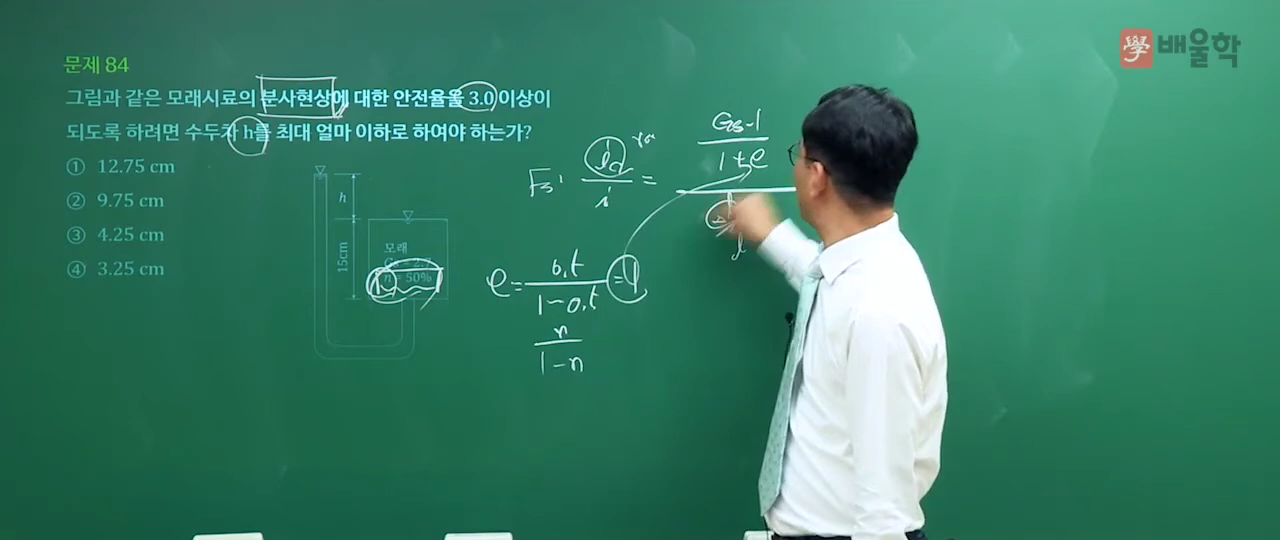 學 배울학
문제 84
그림과 같은 모래시료의 분사현상에 대한 안전율을 3.0 이상이
되도록 하려면 수두차 h를 최대 얼마 이하로 하여야 하는가?
① 12.75 cm
② 9.75 cm
③ 4.25 cm
④ 3.25 cm
h
15cm
모래
= 50%
Gs-1
1+e
Fs
i
=
e = 0.5
1-0.5
= 1
n
1-n